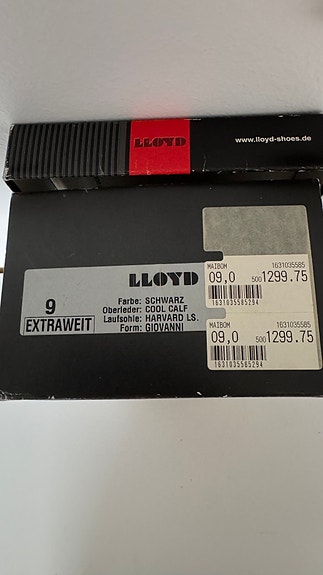 LLOYD
www.lloyd-shoes.de
LLOYD
9
EXTRAWEIT
Farbe: SCHWARZ
Oberleder: COOL CALF
Laufsohle: HARVARD LS.
Form: GIOVANNI
MAIBOM 1631035585
09,0 500 1299.75
1631035585294
MAIBOM 1631035585
09,0 500 1299.75
1631035585294